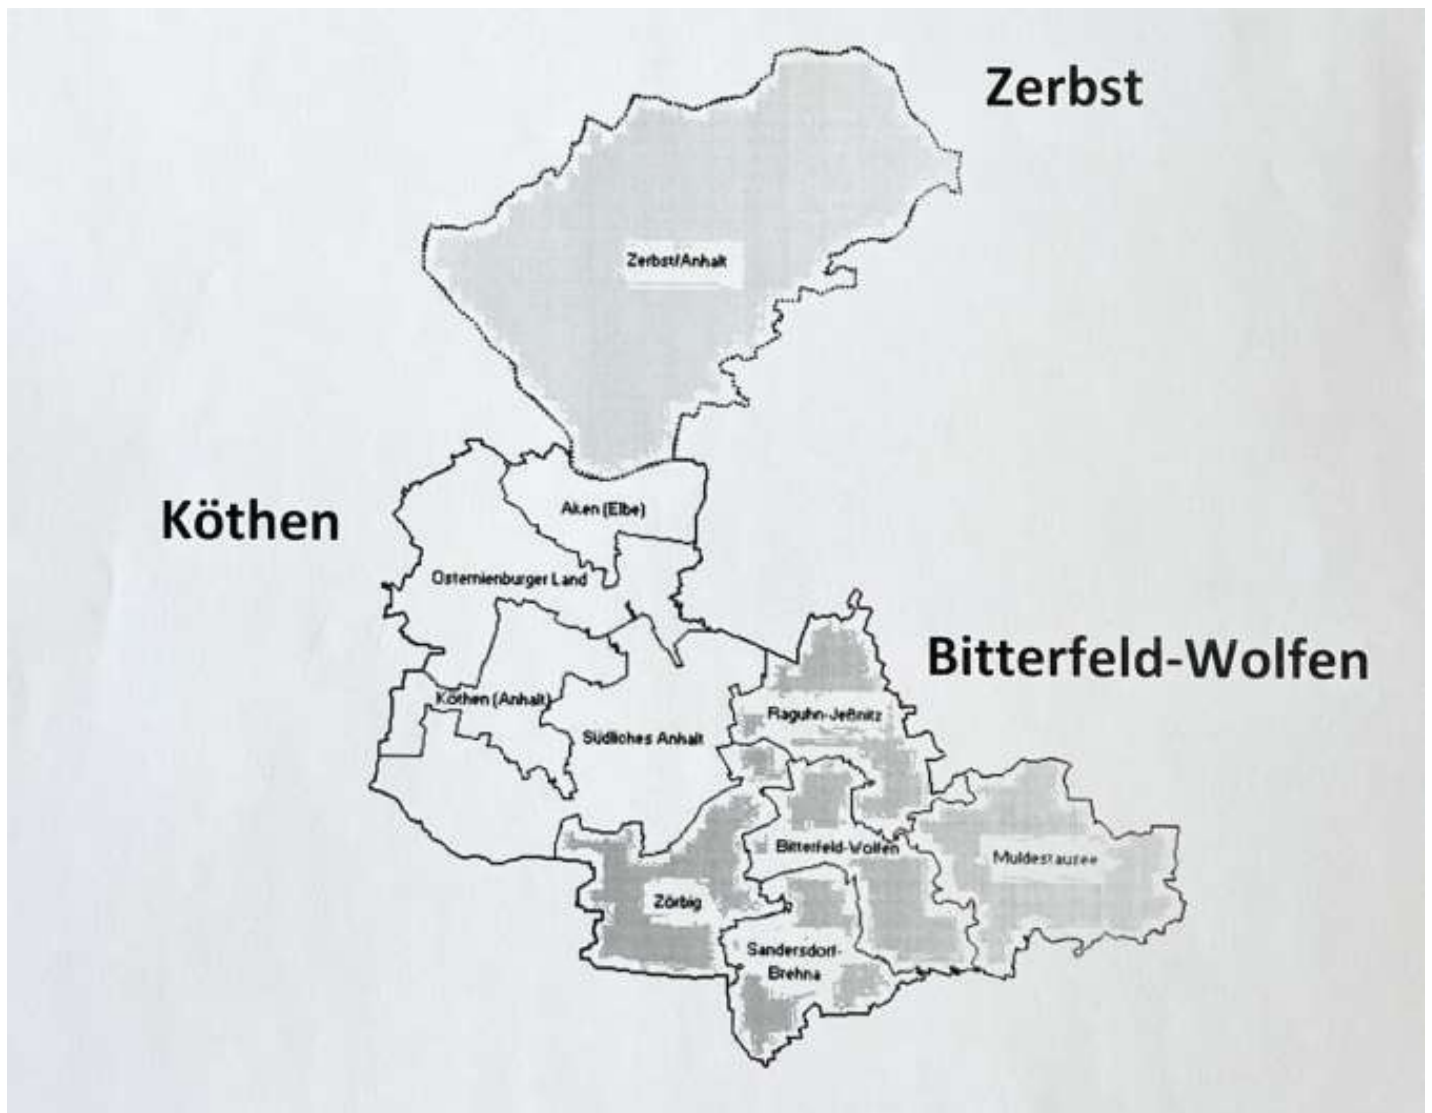 Zerbst
Zerbst/Anhalt
Köthen
Aken (Elbe)
Osternienburger Land
Bitterfeld-Wolfen
Köthen (Anhalt)
Raguhn-Jeßnitz
Südliches Anhalt
Bitterfeld-Wolfen
Muldestausee
Zörbig
Sandersdorf-
Brehna